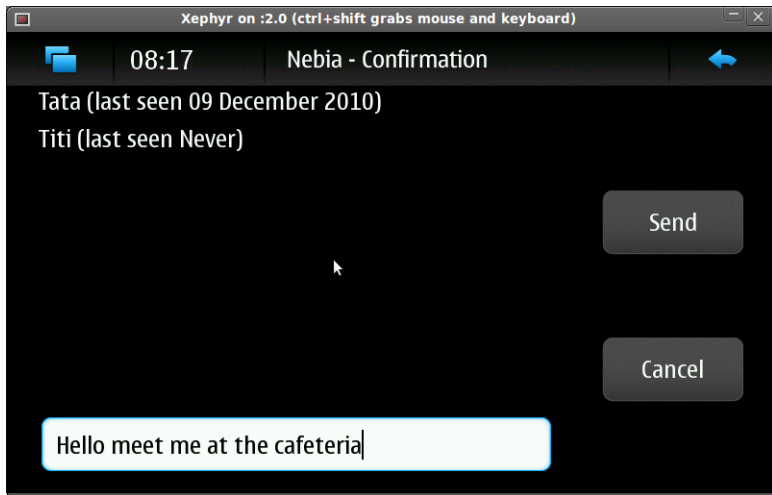 Xephyr on :2.0 (ctrl+shift grabs mouse and keyboard)
08:17 Nebia - Confirmation
Tata (last seen 09 December 2010)
Titi (last seen Never)
Send
Cancel
Hello meet me at the cafeteria